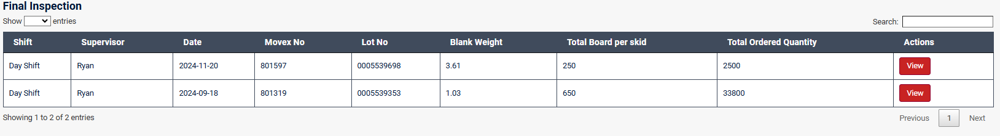 Final Inspection
Show entries
Search:
Shift Supervisor Date Movex No Lot No Blank Weight Total Board per skid Total Ordered Quantity Actions
Day Shift Ryan 2024-11-20 801597 0005539698 3.61 250 2500 View
Day Shift Ryan 2024-09-18 801319 0005539353 1.03 650 33800 View
Showing 1 to 2 of 2 entries
Previous 1 Next